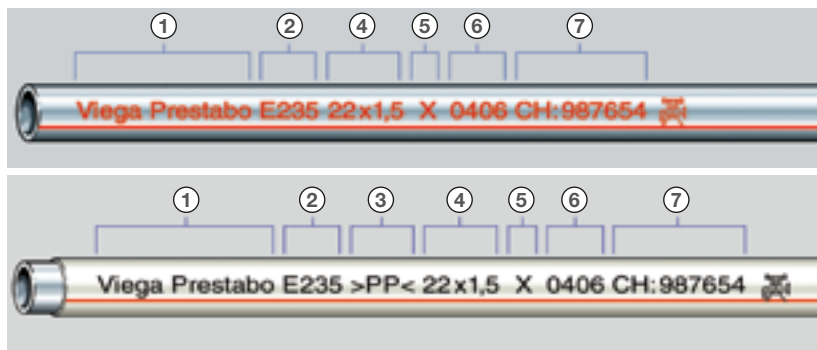 ① ② ④ ⑤ ⑥ ⑦
Viega Prestabo E235 22x1,5 X 0406 CH:987654
① ② ③ ④ ⑤ ⑥ ⑦
Viega Prestabo E235 >PP< 22x1,5 X 0406 CH:987654